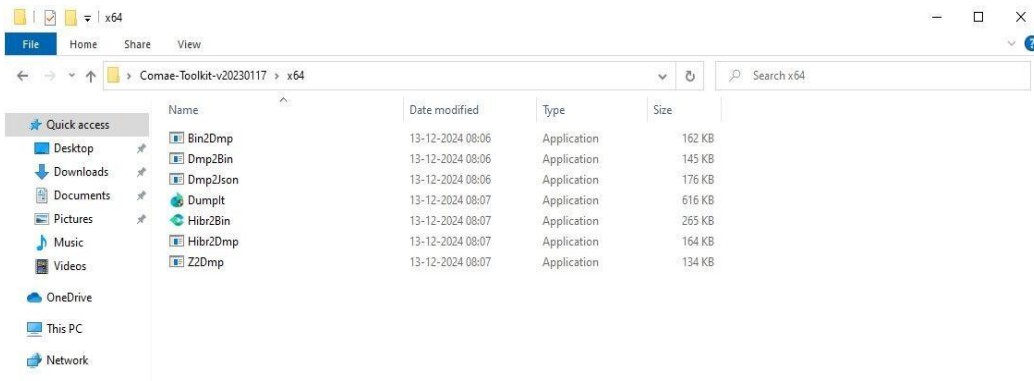 x64
File Home Share View
Comae-Toolkit-v20230117 > x64 Search x64
Name Date modified Type Size
Quick access
Desktop
Downloads
Documents
Pictures
Music
Videos
OneDrive
This PC
Network
Bin2Dmp 13-12-2024 08:06 Application 162 KB
Dmp2Bin 13-12-2024 08:06 Application 145 KB
Dmp2Json 13-12-2024 08:06 Application 176 KB
DumpIt 13-12-2024 08:07 Application 616 KB
Hibr2Bin 13-12-2024 08:07 Application 265 KB
Hibr2Dmp 13-12-2024 08:07 Application 164 KB
Z2Dmp 13-12-2024 08:07 Application 134 KB